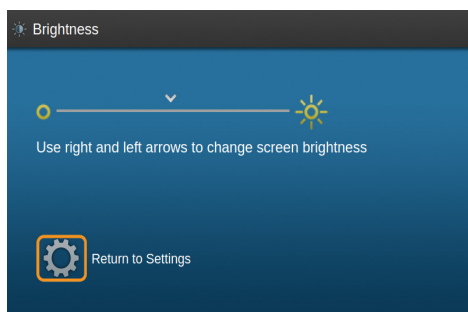 Brightness
Use right and left arrows to change screen brightness
Return to Settings